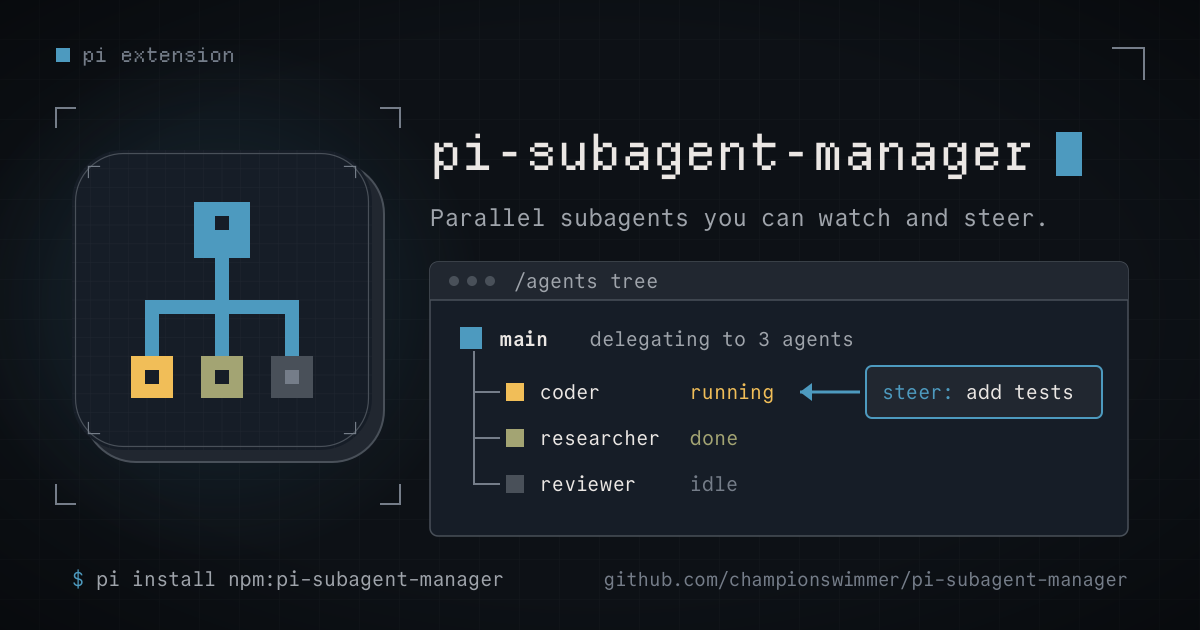 pi extension
pi-subagent-manager
Parallel subagents you can watch and steer.
/agents tree
main delegating to 3 agents
coder running steer: add tests
researcher done
reviewer idle
$ pi install npm:pi-subagent-manager
github.com/championswimmer/pi-subagent-manager